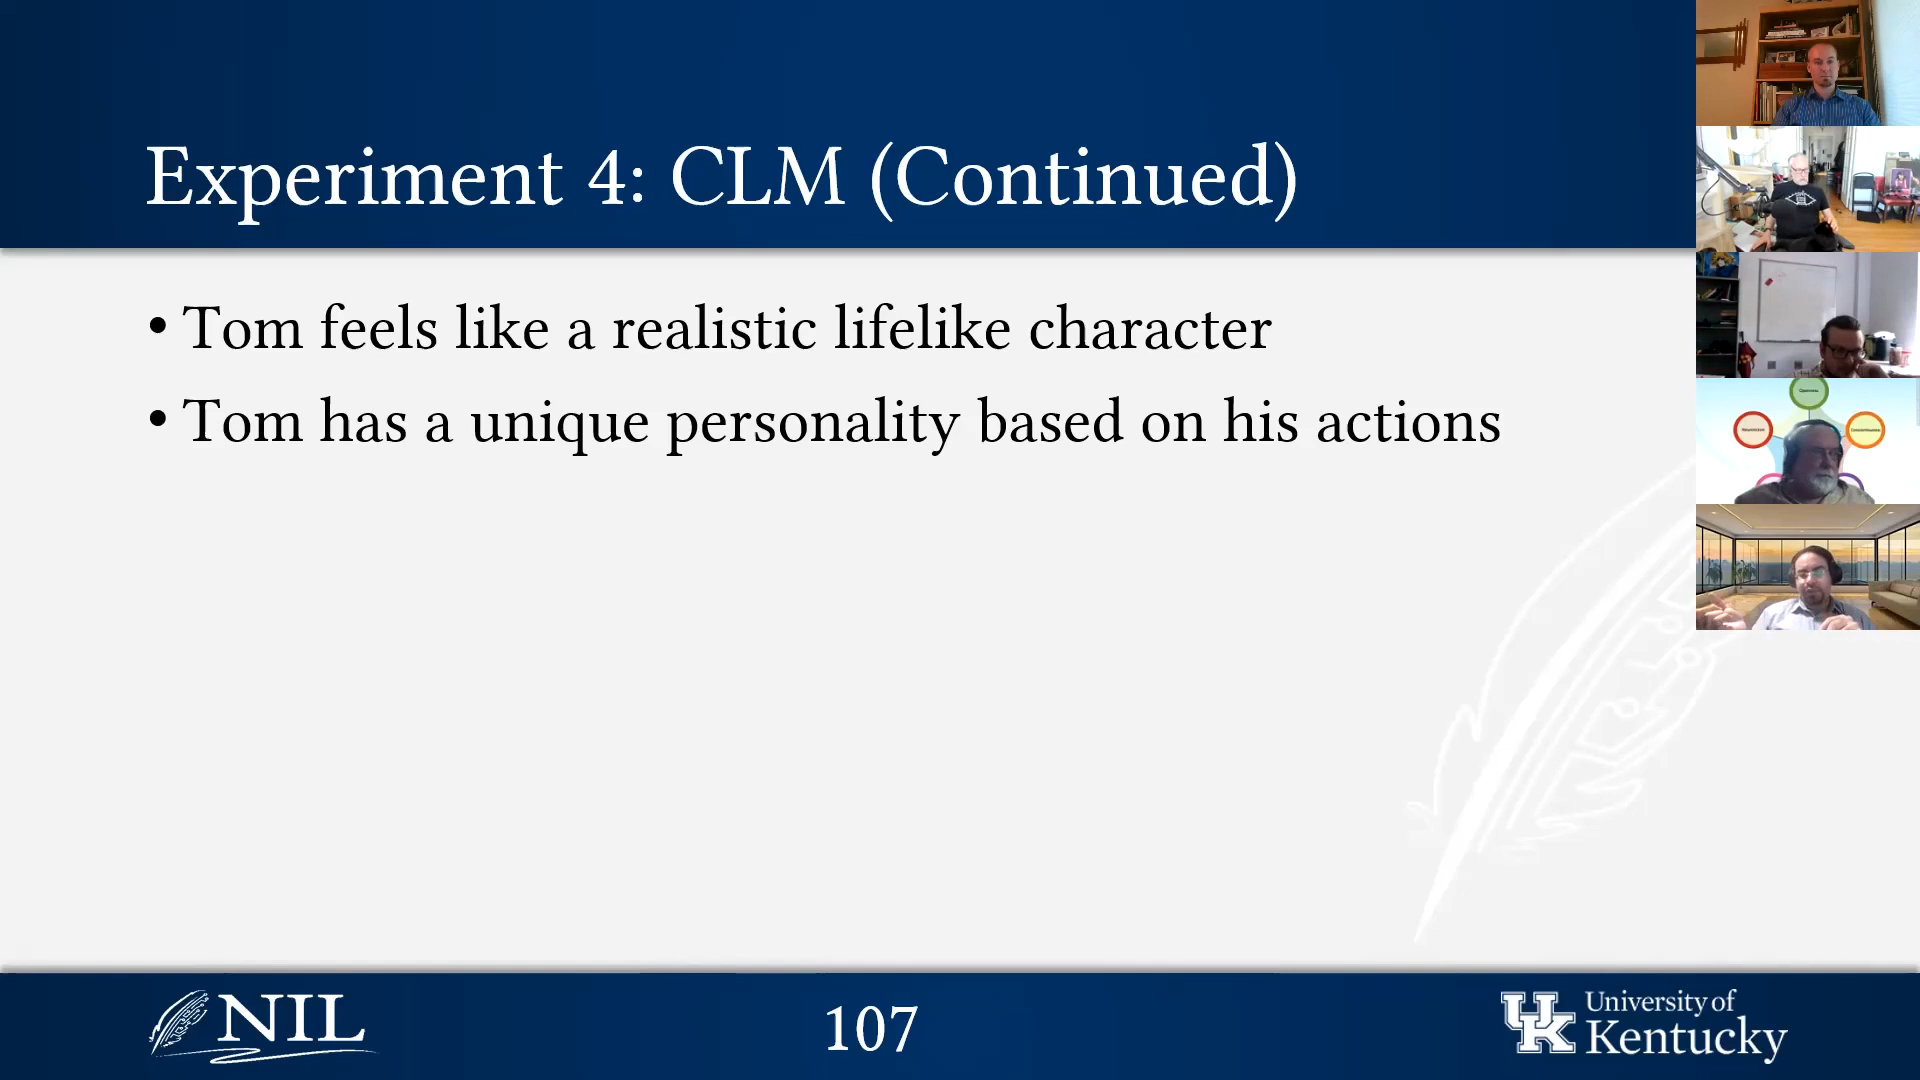 Experiment 4: CLM (Continued)
• Tom feels like a realistic lifelike character
• Tom has a unique personality based on his actions
NIL
107
UK University of
Kentucky